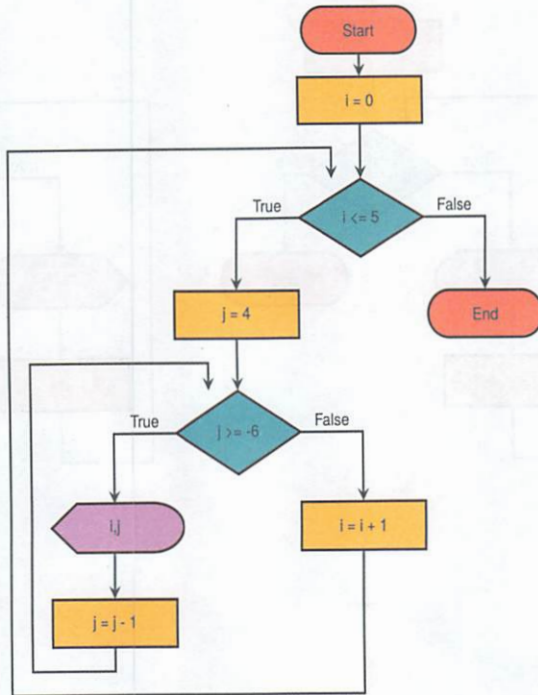 Start
i = 0
i <= 5
True
False
j = 4
End
j >= -6
True
False
i,j
i = i + 1
j = j - 1